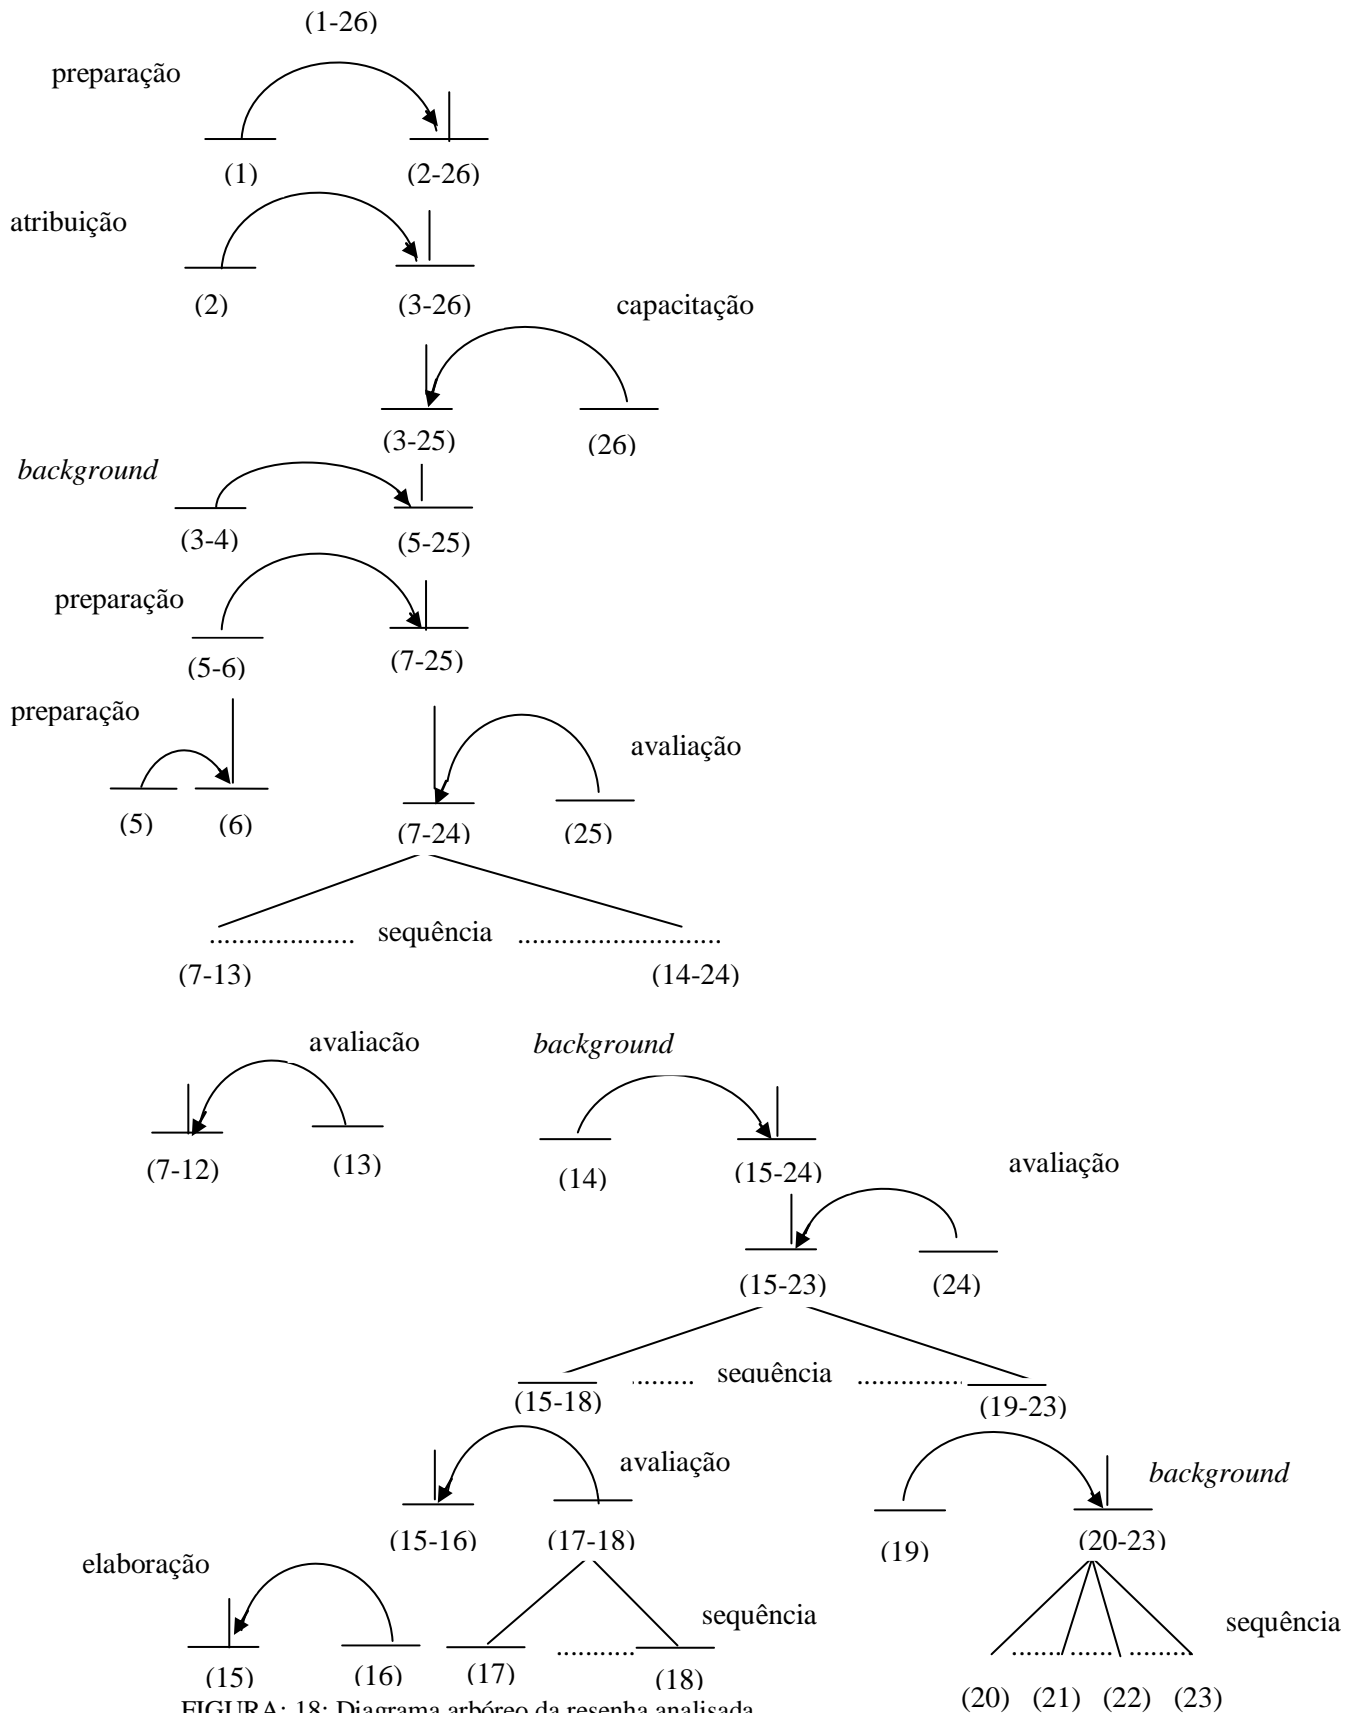 (1-26)
preparação
(1) (2-26)
atribuição
(2) (3-26) capacitação
(3-25) (26)
background
(3-4) (5-25)
preparação
(5-6) (7-25)
preparação
avaliação
(5) (6) (7-24) (25)
sequência
(7-13) (14-24)
avaliacão background
(7-12) (13) (14) (15-24) avaliação
(15-23) (24)
sequência
(15-18) (19-23)
avaliação background
(15-16) (17-18) (19) (20-23)
elaboração
sequência sequência
(15) (16) (17) (18) (20) (21) (22) (23)
FIGURA: 18: Diagrama arbóreo da resenha analisada